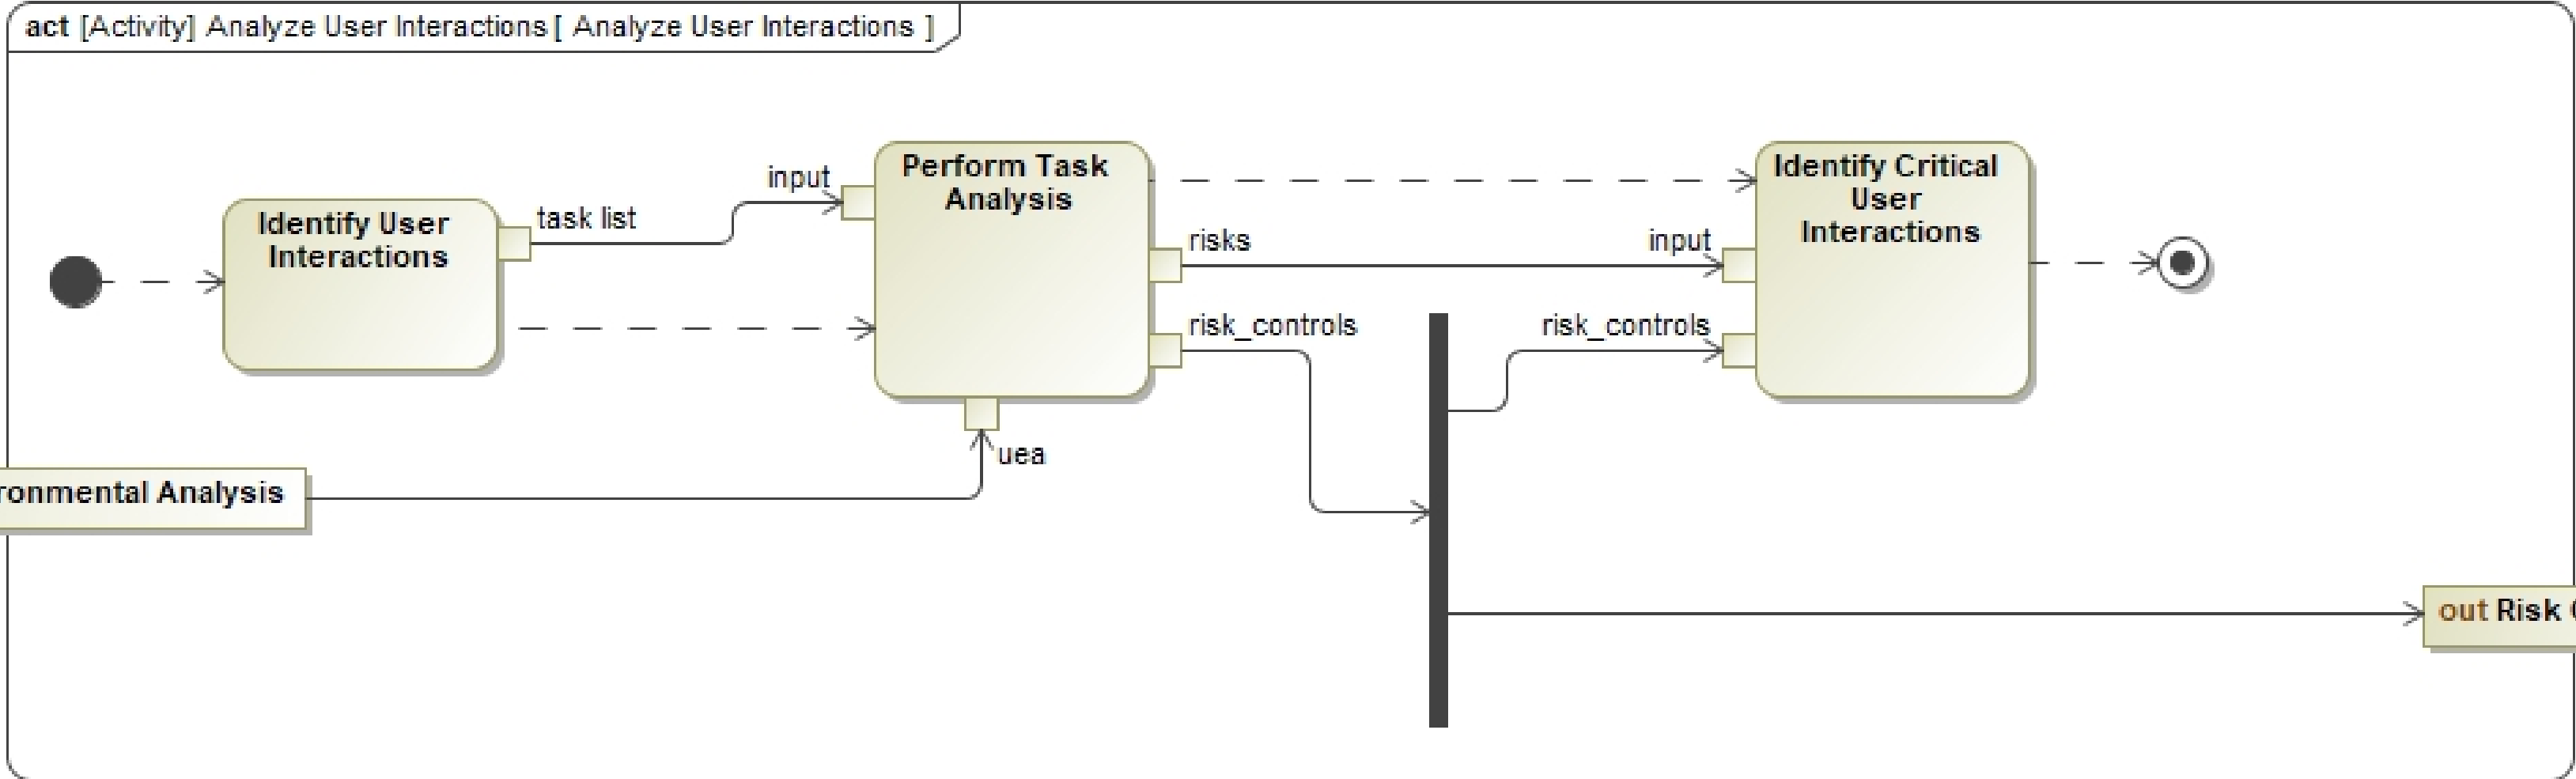 act [Activity] Analyze User Interactions [ Analyze User Interactions ]
Perform Task
Analysis
Identify Critical
User
Interactions
input
Identify User
Interactions
task list
risks
input
risk_controls
risk_controls
uea
Analysis
out Risk